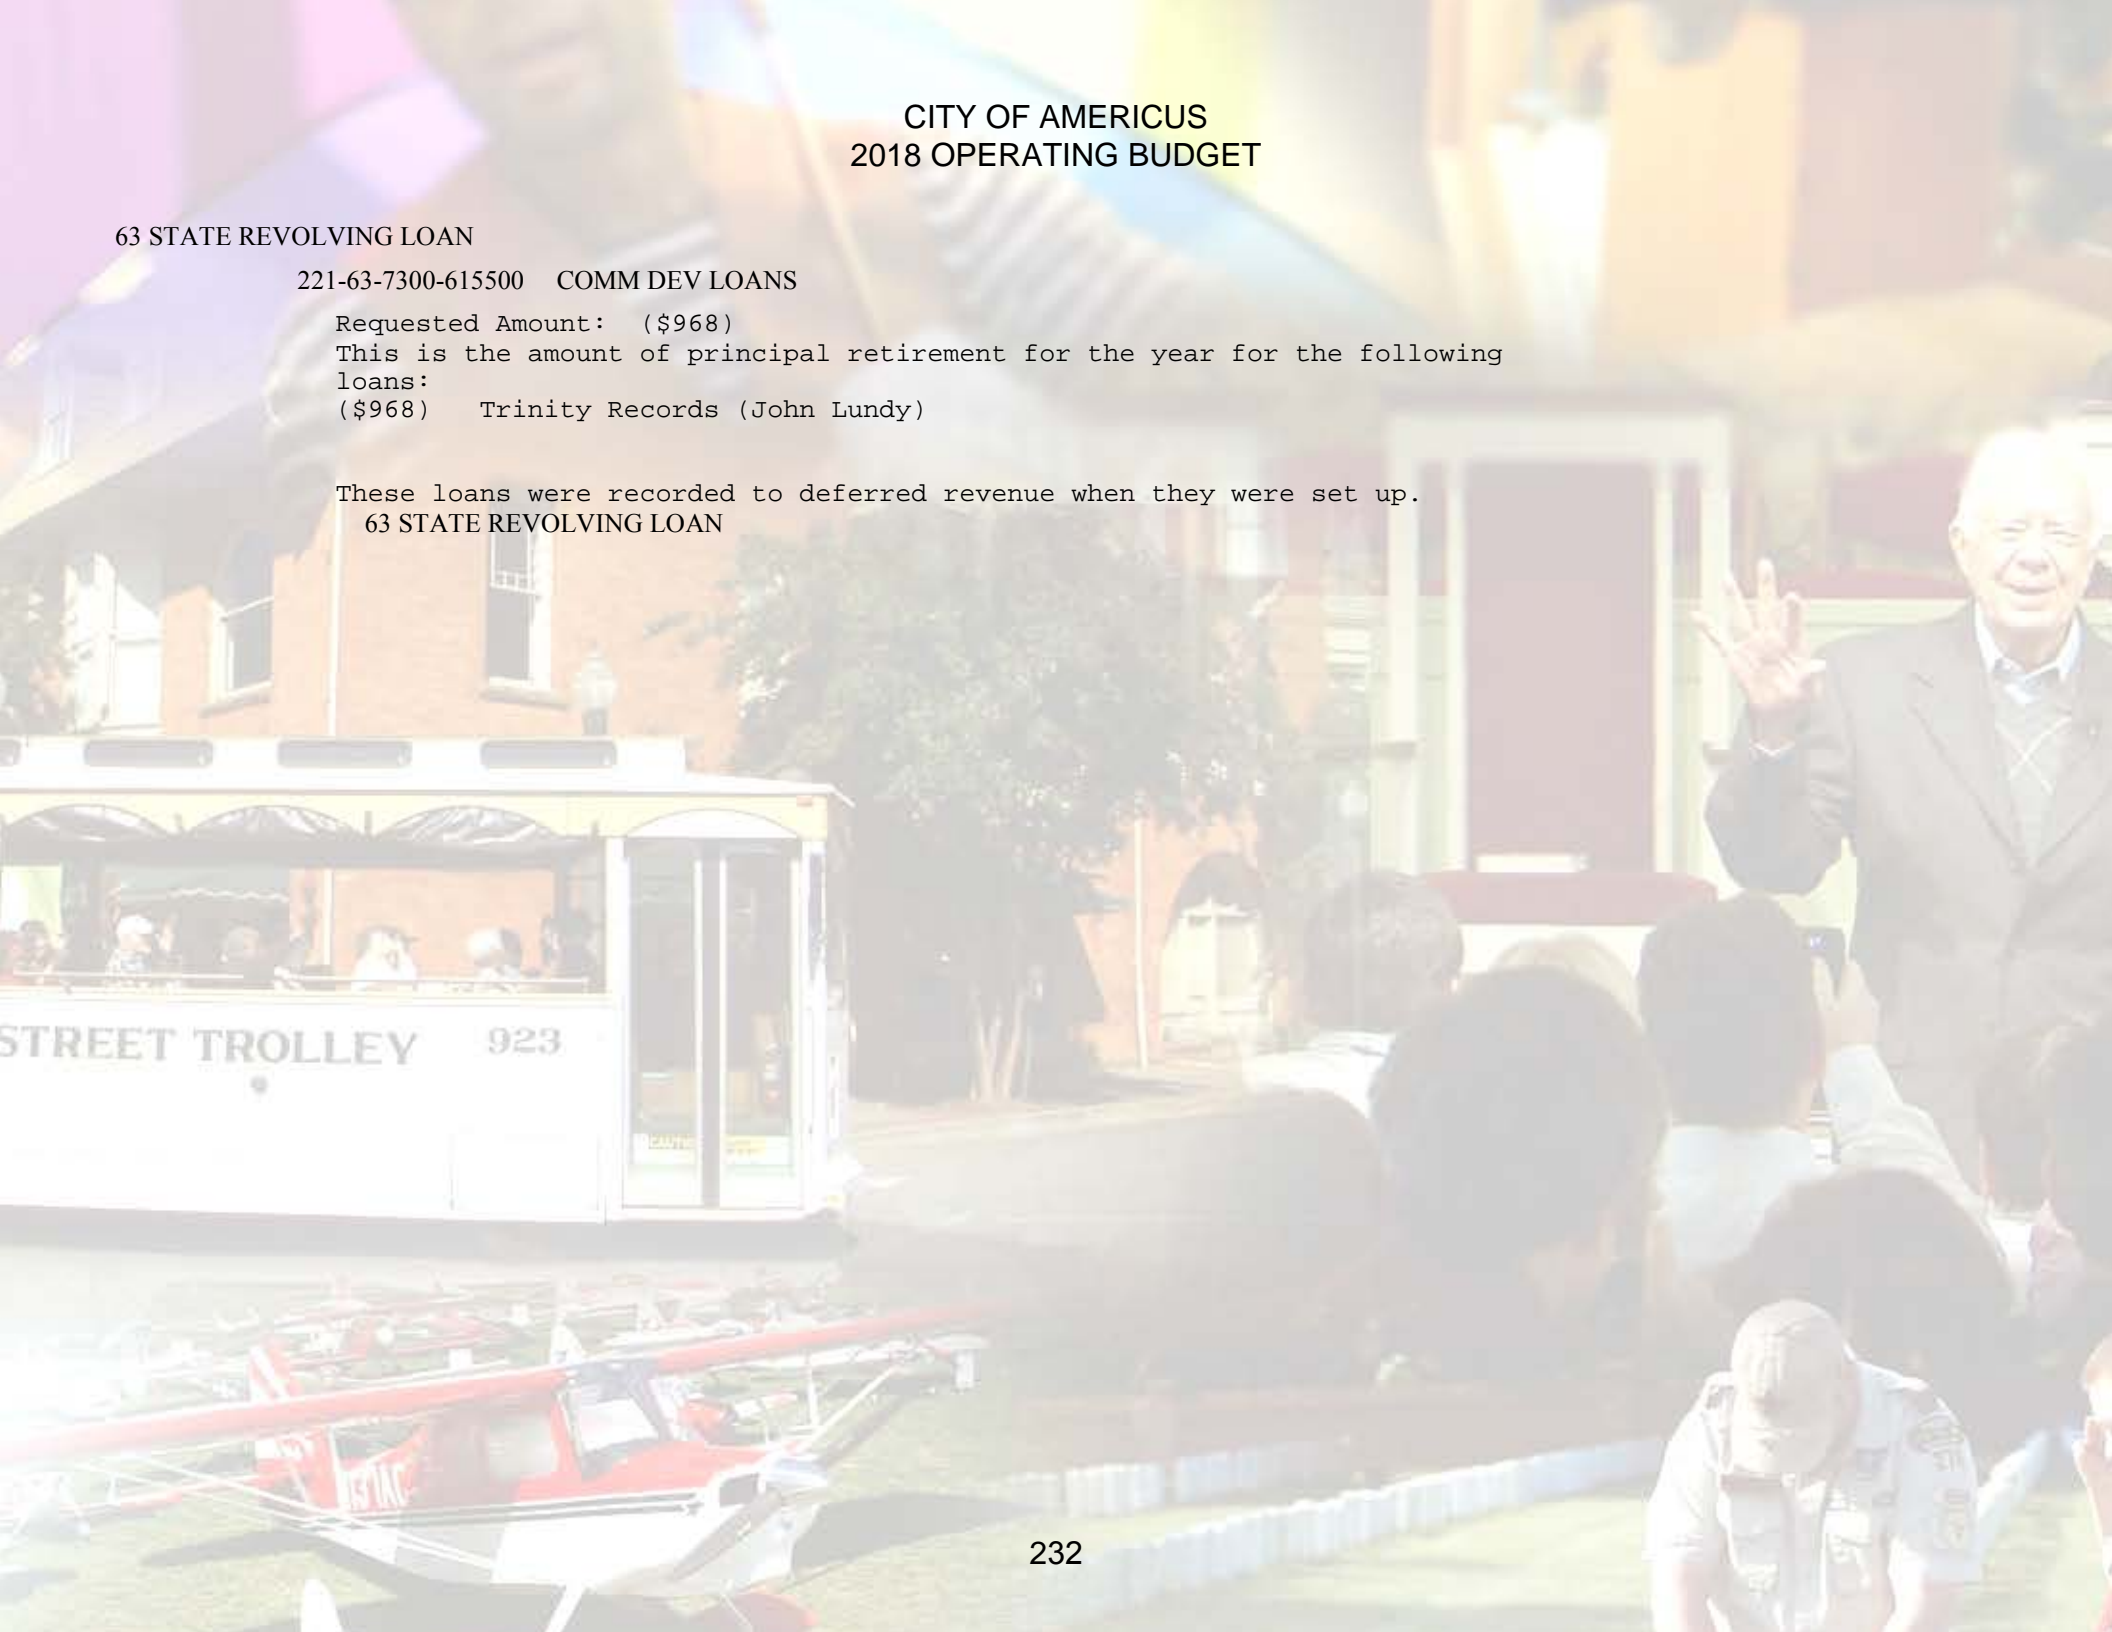 CITY OF AMERICUS
2018 OPERATING BUDGET
63 STATE REVOLVING LOAN
221-63-7300-615500 COMM DEV LOANS
Requested Amount: ($968)
This is the amount of principal retirement for the year for the following
loans:
($968) Trinity Records (John Lundy)
These loans were recorded to deferred revenue when they were set up.
63 STATE REVOLVING LOAN
STREET TROLLEY 923
232